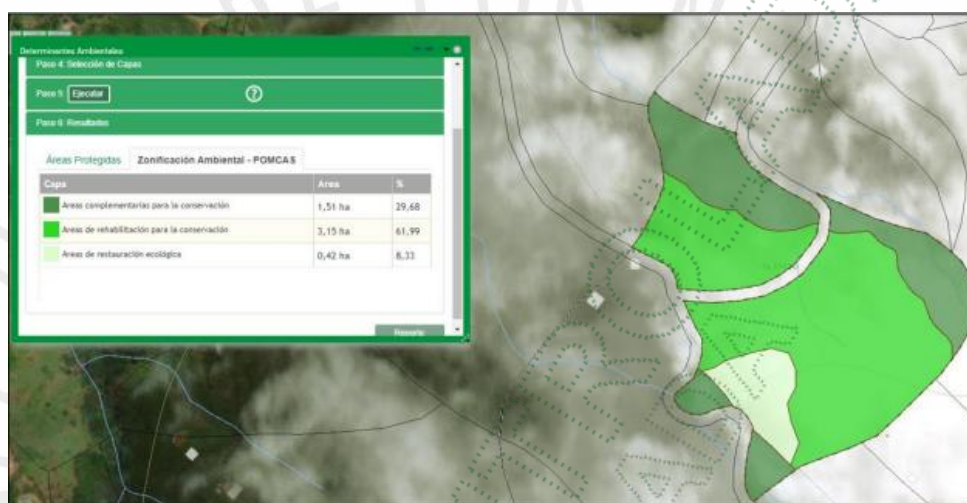 Determinantes Ambientales
Paso 4: Selección de Capas
Paso 5: Ejecutar ?
Paso 6: Resultados
Áreas Protegidas Zonificación Ambiental - POMCAS
Capa Area %
Areas complementarias para la conservación 1,51 ha 29,68
Areas de rehabilitación para la conservación 3,15 ha 61,99
Areas de restauración ecológica 0,42 ha 8,33